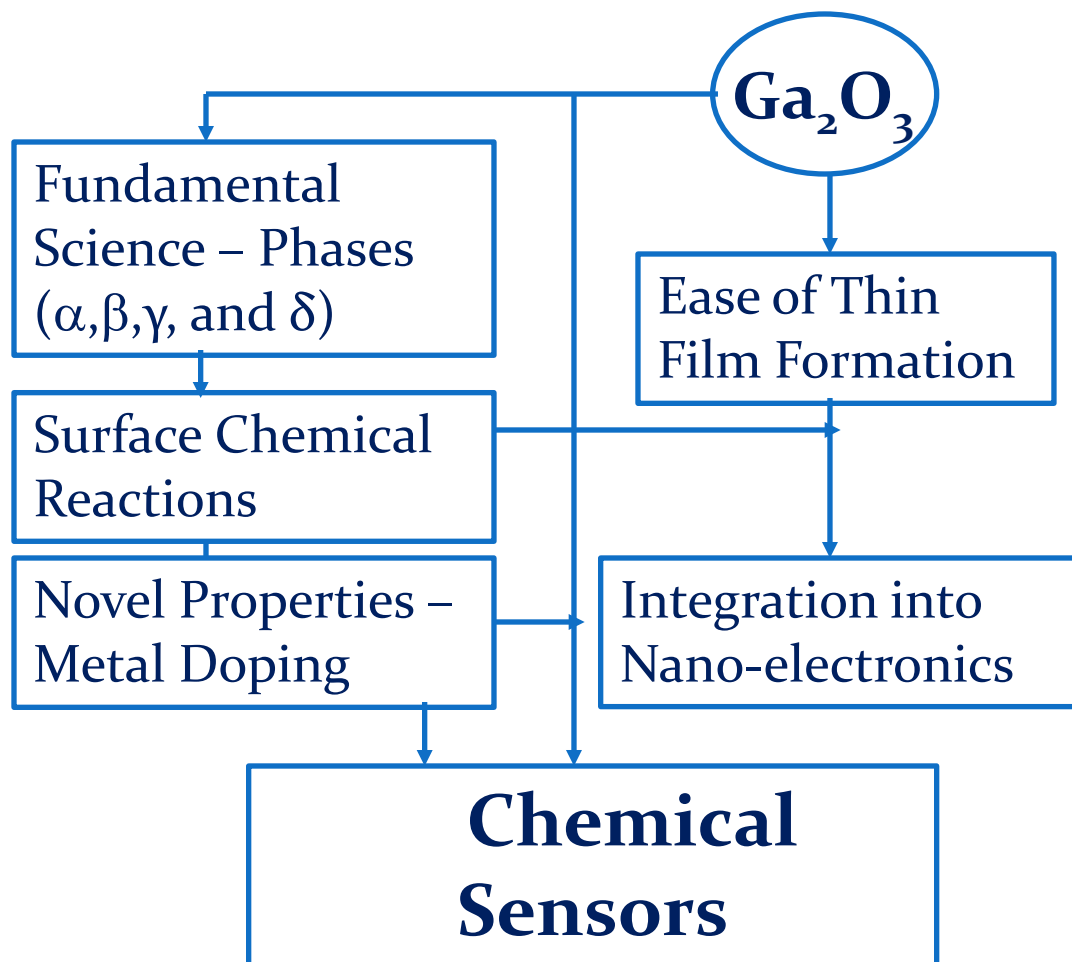 Ga₂O₃
Fundamental
Science – Phases
(α,β,γ, and δ)
Ease of Thin
Film Formation
Surface Chemical
Reactions
Novel Properties –
Metal Doping
Integration into
Nano-electronics
Chemical
Sensors